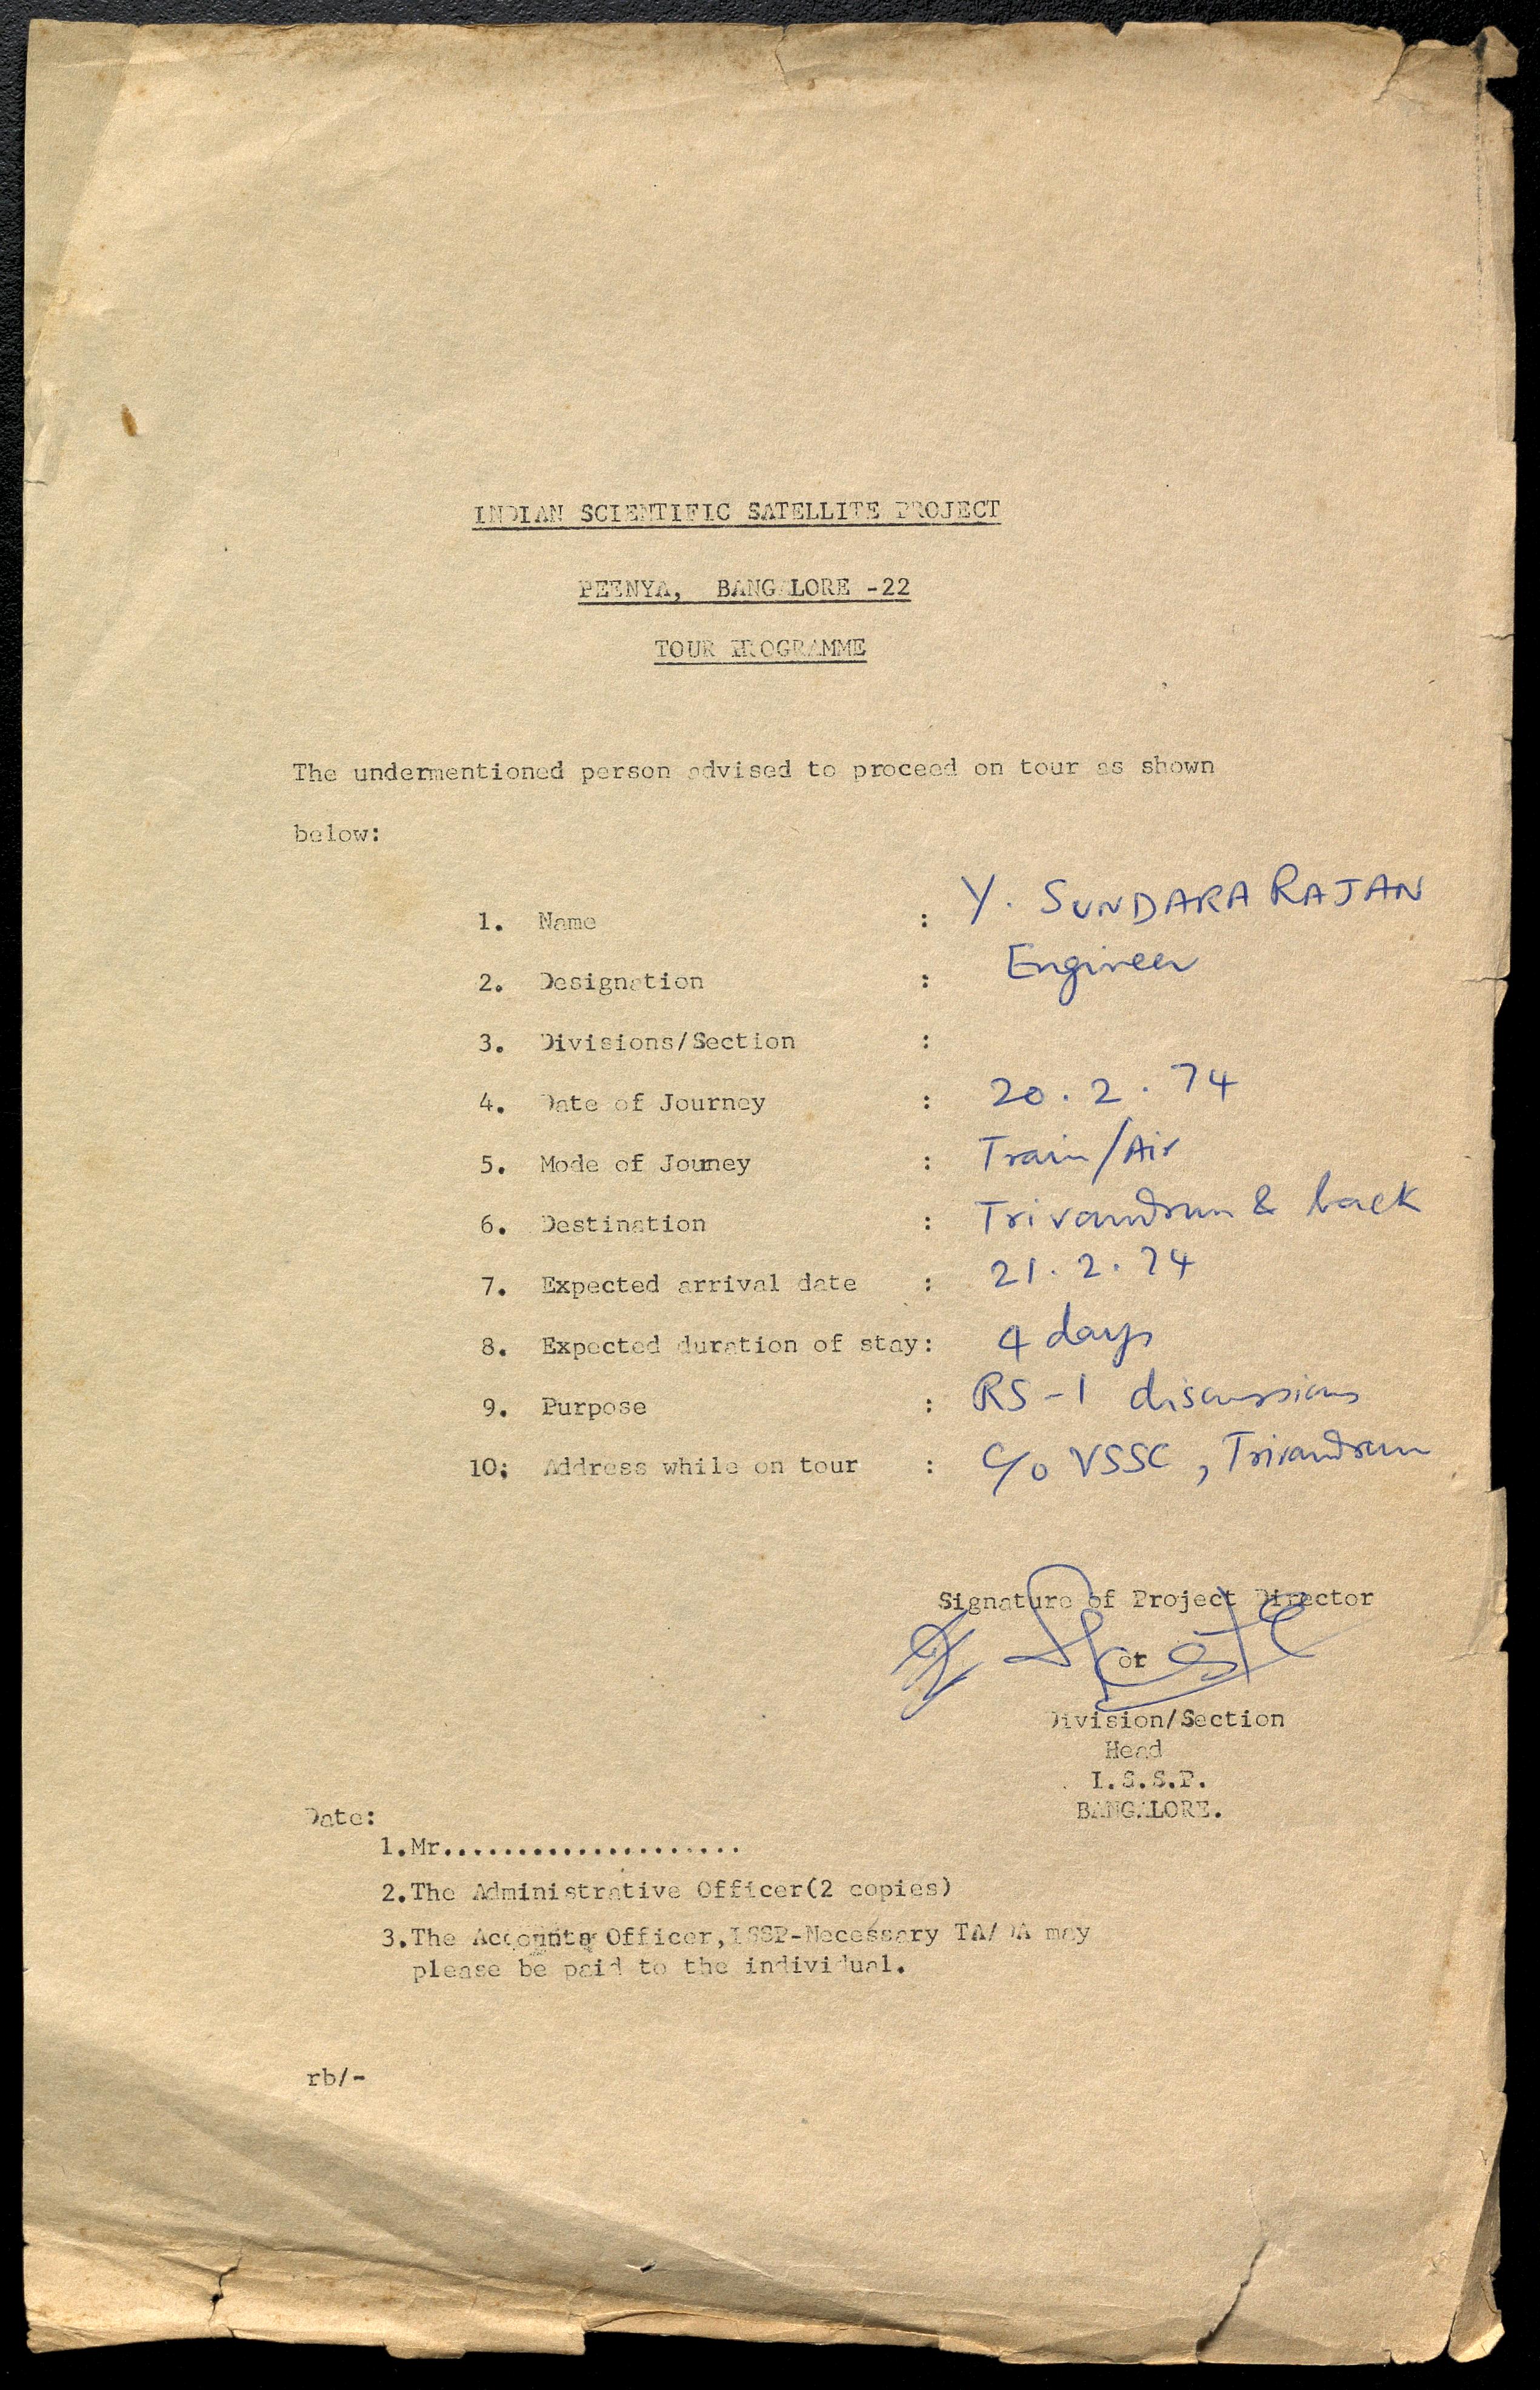 INDIAN SCIENTIFIC SATELLITE PROJECT
PEENYA, BANGALORE -22
TOUR PROGRAMME
The undermentioned person advised to proceed on tour as shown
below:
1. Name : Y. SUNDARA RAJAN
2. Designation : Engineer
3. Divisions/Section :
4. Date of Journey : 20.2.74
5. Mode of Jouney : Train/Air
6. Destination : Trivandrum & back
7. Expected arrival date : 21.2.74
8. Expected duration of stay: 4 days
9. Purpose : RS-1 discussions
10; Address while on tour : C/o VSSC, Trivandrum
Signature of Project Director
or
Division/Section
Head
I.S.S.P.
BANGALORE.
Date:
1.Mr....................
2.The Administrative Officer(2 copies)
3.The Accounts Officer,ISSP-Necessary TA/DA may
please be paid to the individual.
rb/-